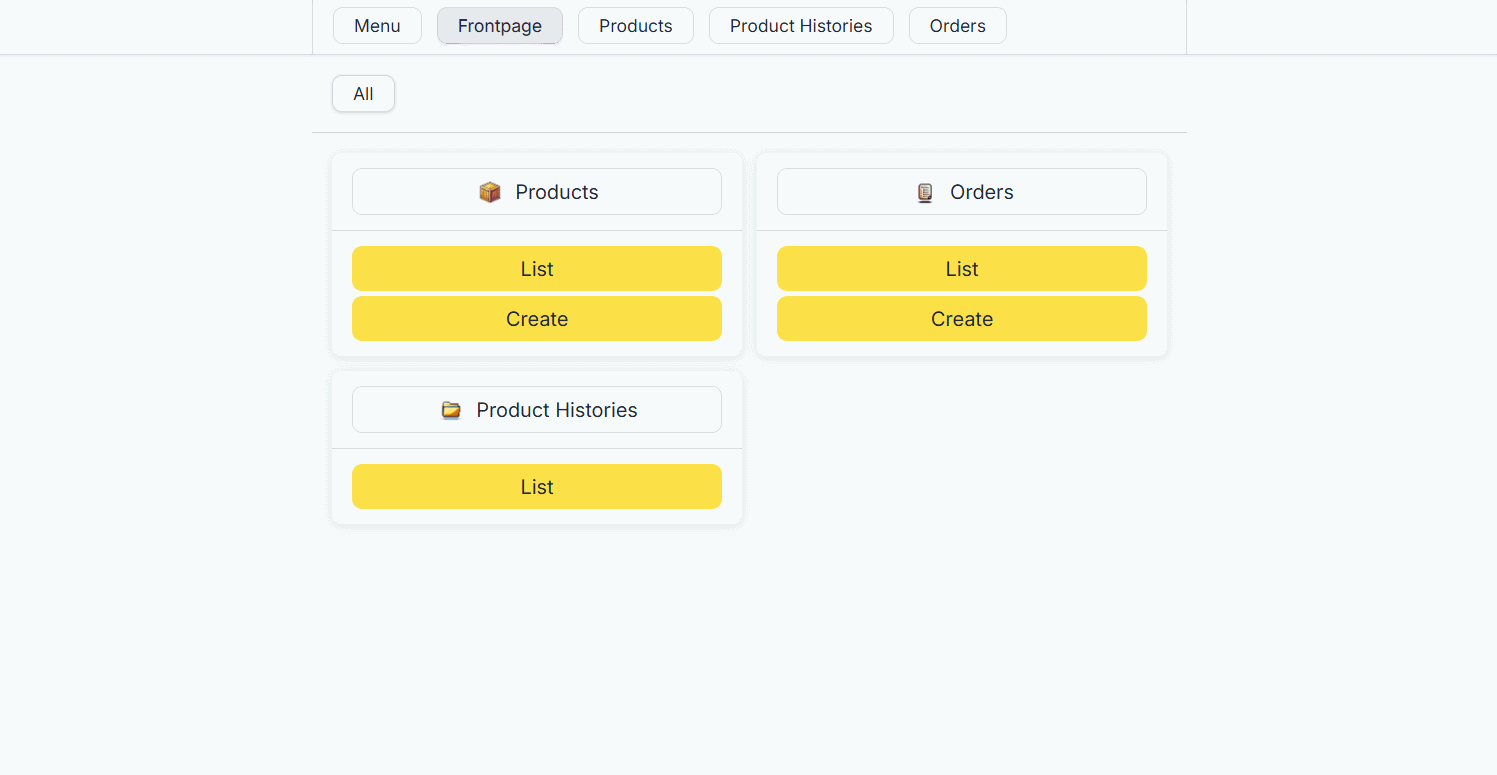 Menu Frontpage Products Product Histories Orders
All
Products
List
Create
Orders
List
Create
Product Histories
List